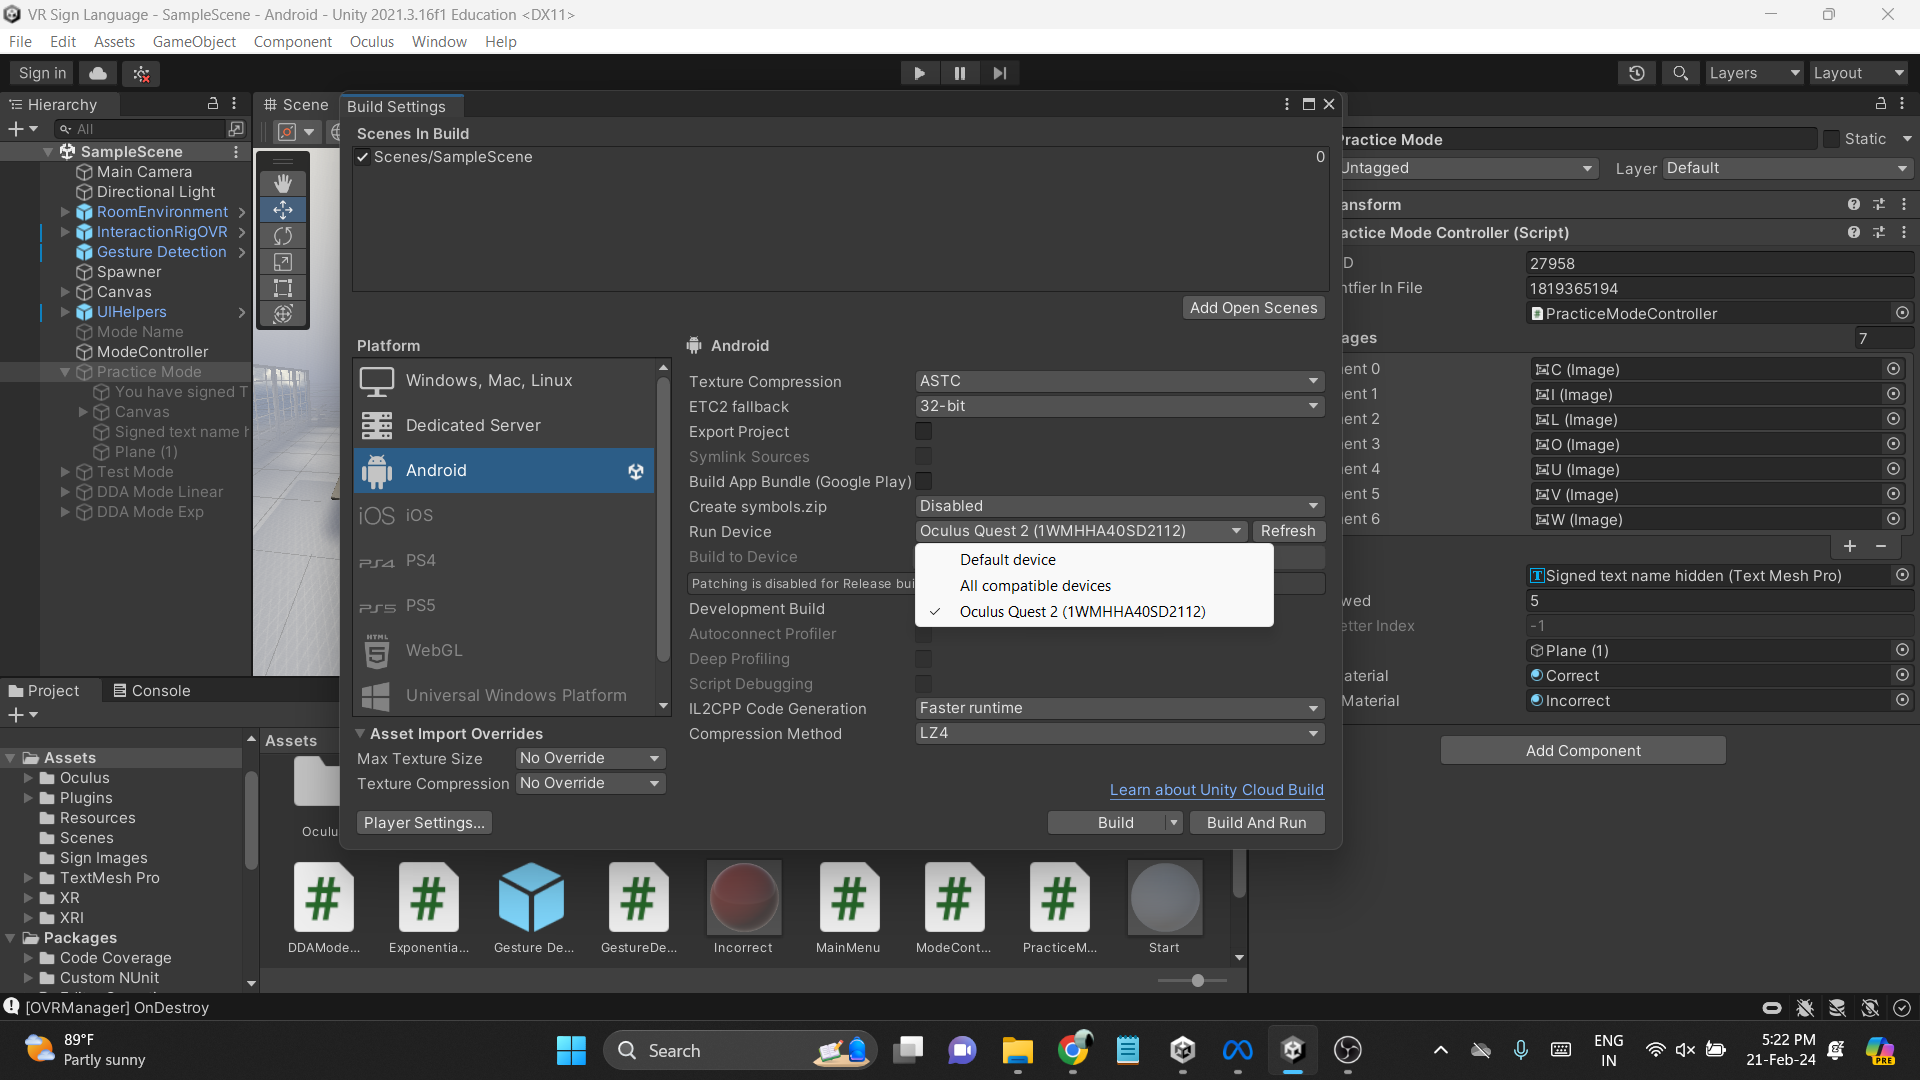 VR Sign Language - SampleScene - Android - Unity 2021.3.16f1 Education <DX11>
File Edit Assets GameObject Component Oculus Window Help
Sign in
Layers
Layout
Hierarchy
All
SampleScene
Main Camera
Directional Light
RoomEnvironment
InteractionRigOVR
Gesture Detection
Spawner
Canvas
UIHelpers
Mode Name
ModeController
Practice Mode
You have signed T
Canvas
Signed text name h
Plane (1)
Test Mode
DDA Mode Linear
DDA Mode Exp
Scene
Build Settings
Scenes In Build
Scenes/SampleScene 0
Add Open Scenes
Platform
Windows, Mac, Linux
Dedicated Server
Android
iOS iOS
PS4 PS4
PS5 PS5
HTML WebGL
Universal Windows Platform
Asset Import Overrides
Max Texture Size No Override
Texture Compression No Override
Player Settings...
Android
Texture Compression ASTC
ETC2 fallback 32-bit
Export Project
Symlink Sources
Build App Bundle (Google Play)
Create symbols.zip Disabled
Run Device Oculus Quest 2 (1WMHHA40SD2112) Refresh
Build to Device
Default device
All compatible devices
Oculus Quest 2 (1WMHHA40SD2112)
Patching is disabled for Release bui
Development Build
Autoconnect Profiler
Deep Profiling
Script Debugging
IL2CPP Code Generation Faster runtime
Compression Method LZ4
Learn about Unity Cloud Build
Build
Build And Run
ractice Mode Static
Untagged Layer Default
ansform
actice Mode Controller (Script)
D 27958
ntfier In File 1819365194
PracticeModeController
ages 7
ent 0 C (Image)
ent 1 I (Image)
ent 2 L (Image)
ent 3 O (Image)
ent 4 U (Image)
ent 5 V (Image)
ent 6 W (Image)
Signed text name hidden (Text Mesh Pro)
wed 5
etter Index -1
Plane (1)
aterial Correct
Material Incorrect
Add Component
Project
Console
Assets
Oculus
Plugins
Resources
Scenes
Sign Images
TextMesh Pro
XR
XRI
Packages
Code Coverage
Custom NUnit
Assets
Oculu
DDAMode...
Exponentia...
Gesture De...
GestureDe...
Incorrect
MainMenu
ModeCont...
PracticeM...
Start
[OVRManager] OnDestroy
89°F
Partly sunny
Search
ENG
IN
5:22 PM
21-Feb-24
PRE